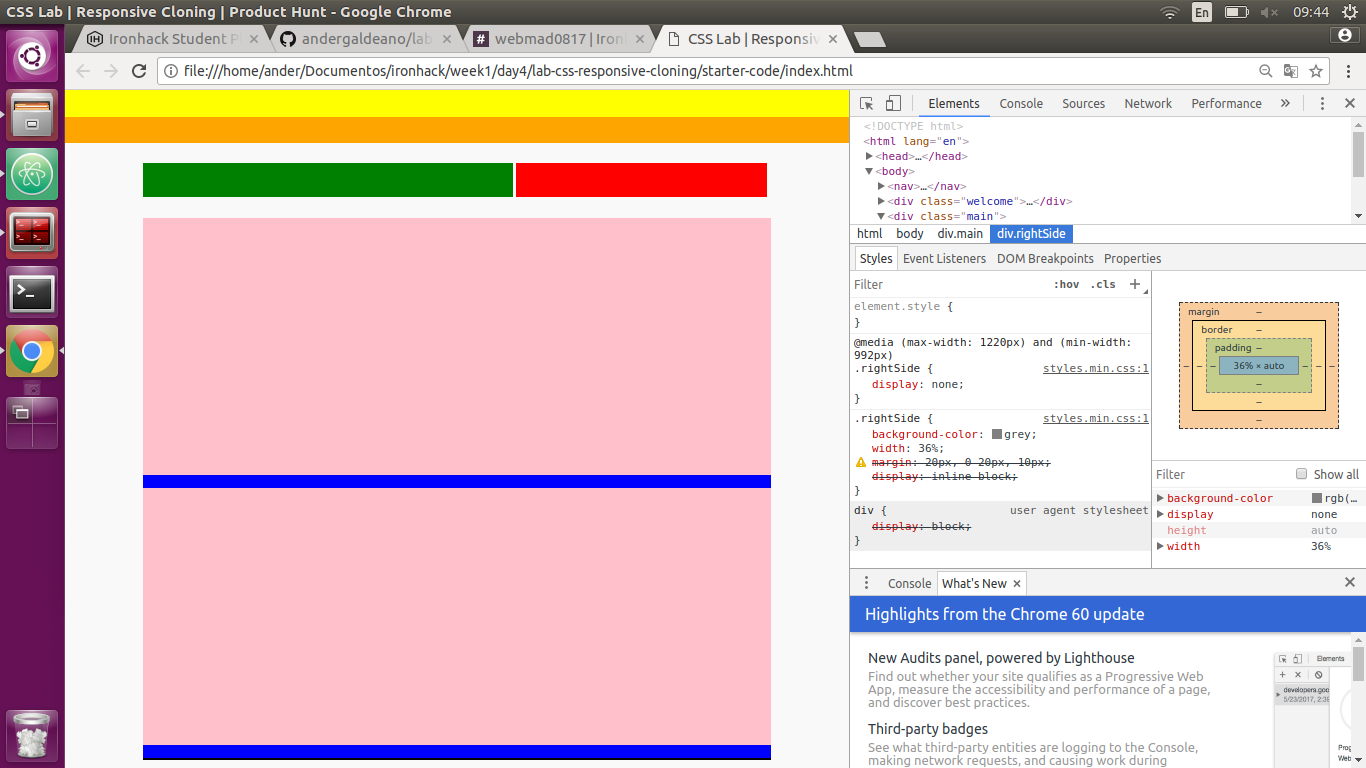 CSS Lab | Responsive Cloning | Product Hunt - Google Chrome
En
09:44
Ironhack Student P
andergaldeano/lab
webmad0817 | Iron
CSS Lab | Responsiv
file:///home/ander/Documentos/ironhack/week1/day4/lab-css-responsive-cloning/starter-code/index.html
Elements Console Sources Network Performance »
<!DOCTYPE html>
<html lang="en">
<head>…</head>
<body>
<nav>…</nav>
<div class="welcome">…</div>
<div class="main">
html body div.main div.rightSide
Styles Event Listeners DOM Breakpoints Properties
Filter :hov .cls +
element.style {
}
@media (max-width: 1220px) and (min-width:
992px)
.rightSide { styles.min.css:1
display: none;
}
.rightSide { styles.min.css:1
background-color: grey;
width: 36%;
margin: 20px, 0 20px, 10px;
display: inline-block;
}
div { user agent stylesheet
display: block;
}
margin –
border –
padding –
– – – 36% × auto – – –
–
–
–
Filter Show all
background-color rgb(…
display none
height auto
width 36%
Console What's New ×
Highlights from the Chrome 60 update
New Audits panel, powered by Lighthouse
Find out whether your site qualifies as a Progressive Web
App, measure the accessibility and performance of a page,
and discover best practices.
Third-party badges
See what third-party entities are logging to the Console,
making network requests, and causing work during
Elements
developers.goo
5/23/2017, 2:36
Prog
Web